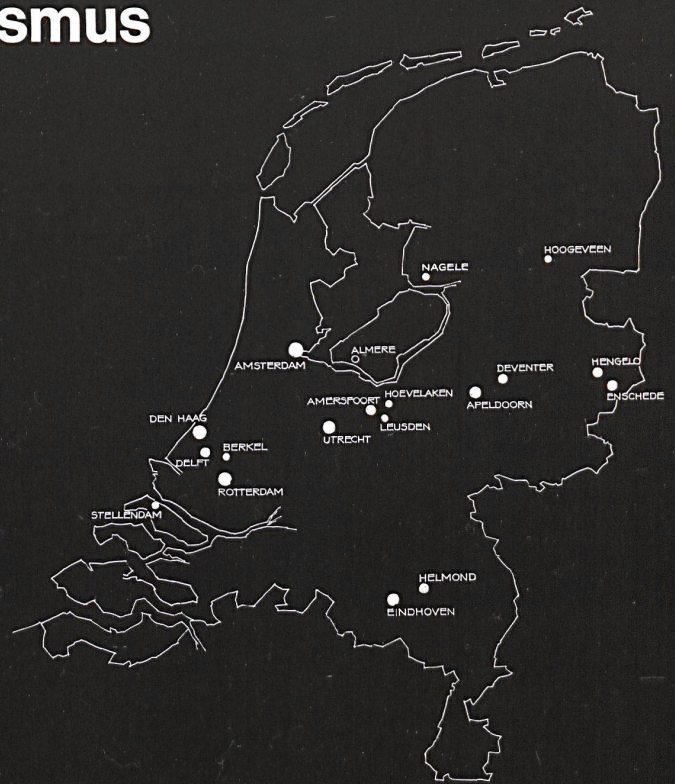 smus
HOOGEVEEN
NAGELE
ALMERE
AMSTERDAM
HENGELO
DEVENTER
ENSCHEDE
HOEVELAKEN
AMERSFOORT
APELDOORN
DEN HAAG
LEUSDEN
UTRECHT
BERKEL
DELFT
ROTTERDAM
STELLENDAM
HELMOND
EINDHOVEN